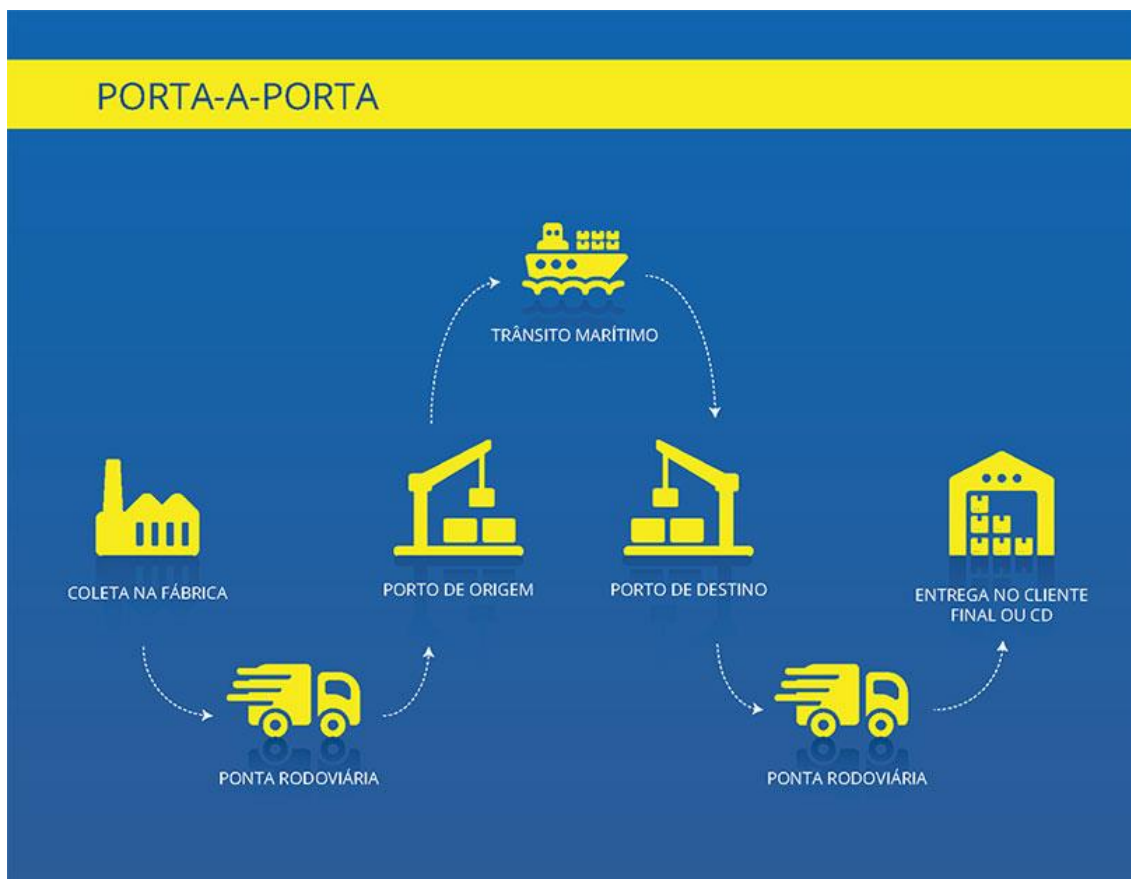 PORTA-A-PORTA
TRÂNSITO MARÍTIMO
COLETA NA FÁBRICA
PORTO DE ORIGEM
PORTO DE DESTINO
ENTREGA NO CLIENTE
FINAL OU CD
PONTA RODOVIÁRIA
PONTA RODOVIÁRIA